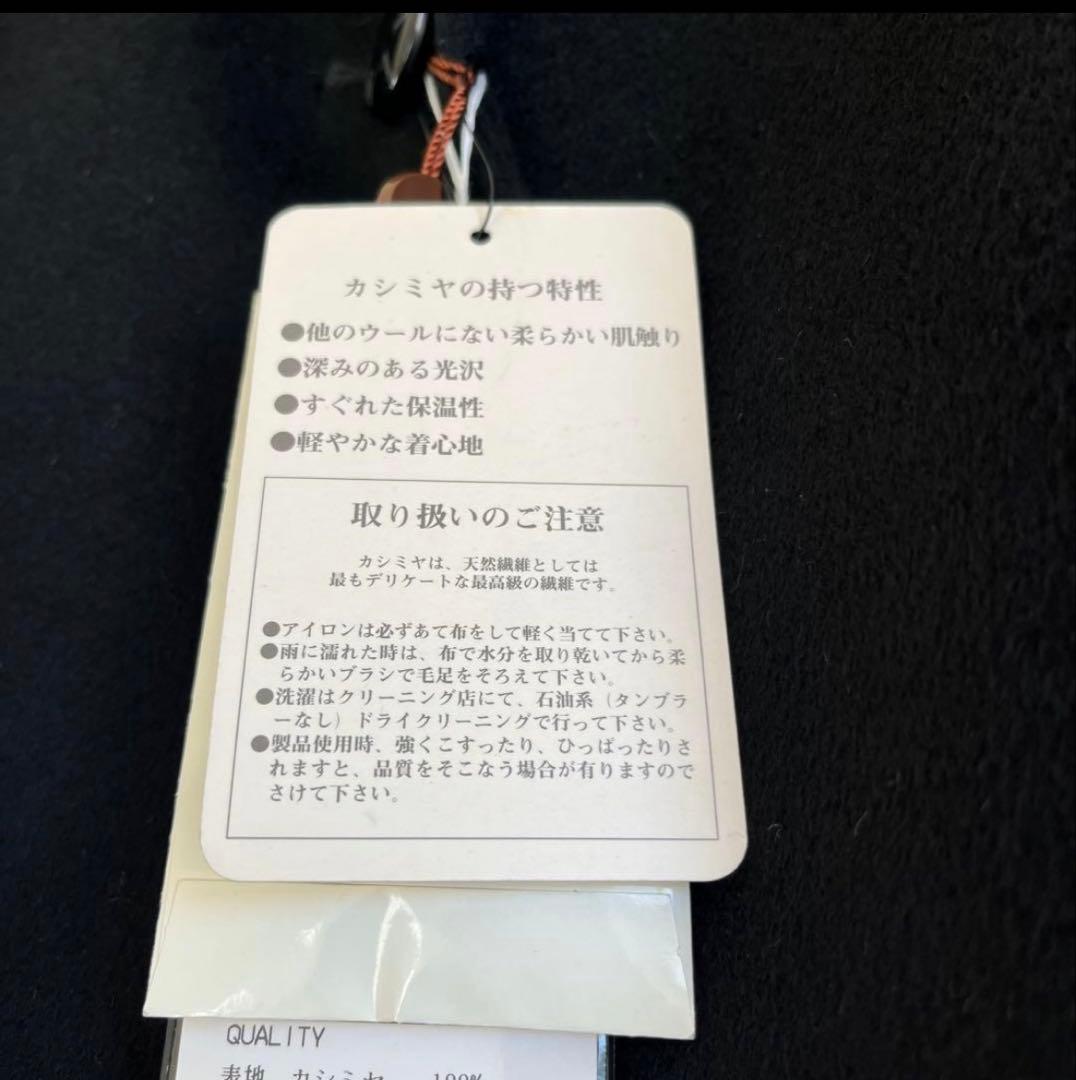 カシミヤの持つ特性
●他のウールにない柔らかい肌触り
●深みのある光沢
●すぐれた保温性
●軽やかな着心地
取り扱いのご注意
カシミヤは、天然繊維としては
最もデリケートな最高級の繊維です。
●アイロンは必ずあて布をして軽く当てて下さい。
●雨に濡れた時は、布で水分を取り乾いてから柔
らかいブラシで毛足をそろえて下さい。
●洗濯はクリーニング店にて、石油系（タンブラ
ーなし）ドライクリーニングで行って下さい。
●製品使用時、強くこすったり、ひっぱったりさ
れますと、品質をそこなう場合が有りますので
さけて下さい。
QUALITY
表地 カシミヤ 100%